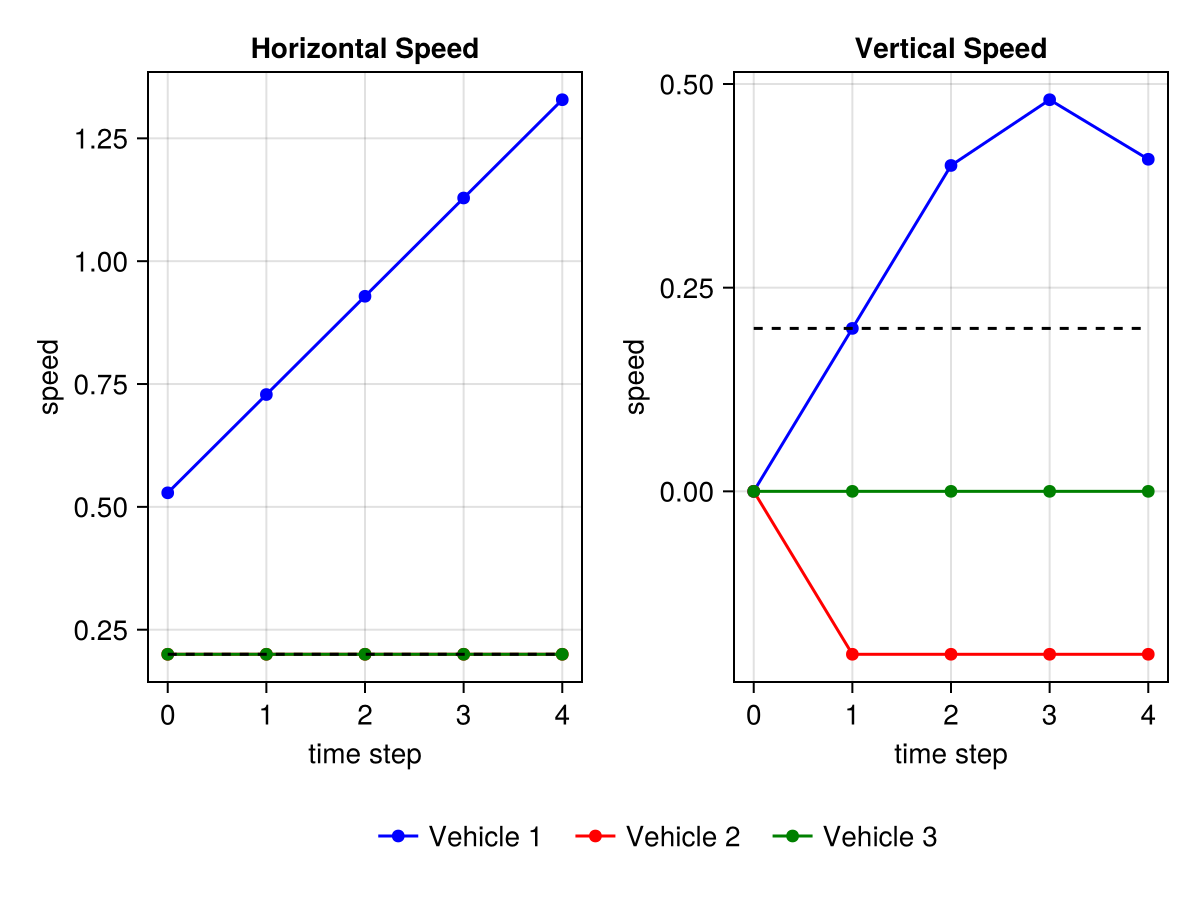 Horizontal Speed
speed
1.25
1.00
0.75
0.50
0.25
0 1 2 3 4
time step
Vertical Speed
speed
0.50
0.25
0.00
0 1 2 3 4
time step
Vehicle 1 Vehicle 2 Vehicle 3